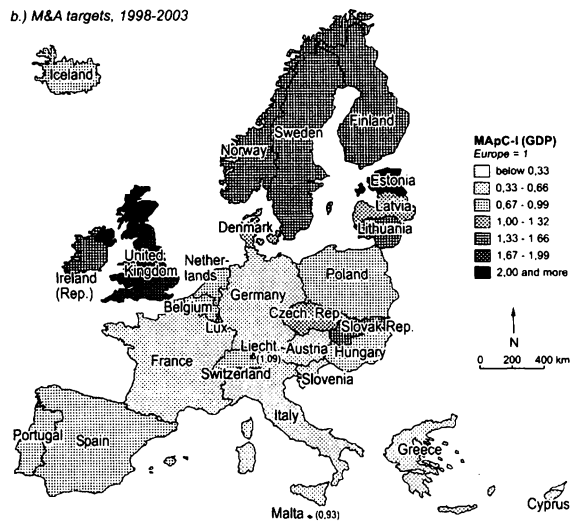 b.) M&A targets, 1998-2003
Iceland
Finland
Sweden
Norway
MApC-I (GDP)
Europe = 1
below 0,33
0,33 - 0,66
0,67 - 0,99
1,00 - 1,32
1,33 - 1 66
1,67 - 1,99
2,00 and more
Estonia
Latvia
Lithuania
Denmark
United
Kingdom
Ireland
(Rep.)
Nether-
lands
Poland
Germany
Belgium
Lux
Czech. Rep.
Slovak Rep.
N
0 200 400 km
France
Liecht.
(1,09)
Austria
Hungary
Switzerland
Slovenia
Italy
Portugal
Spain
Greece
Malta
(0,93)
Cyprus